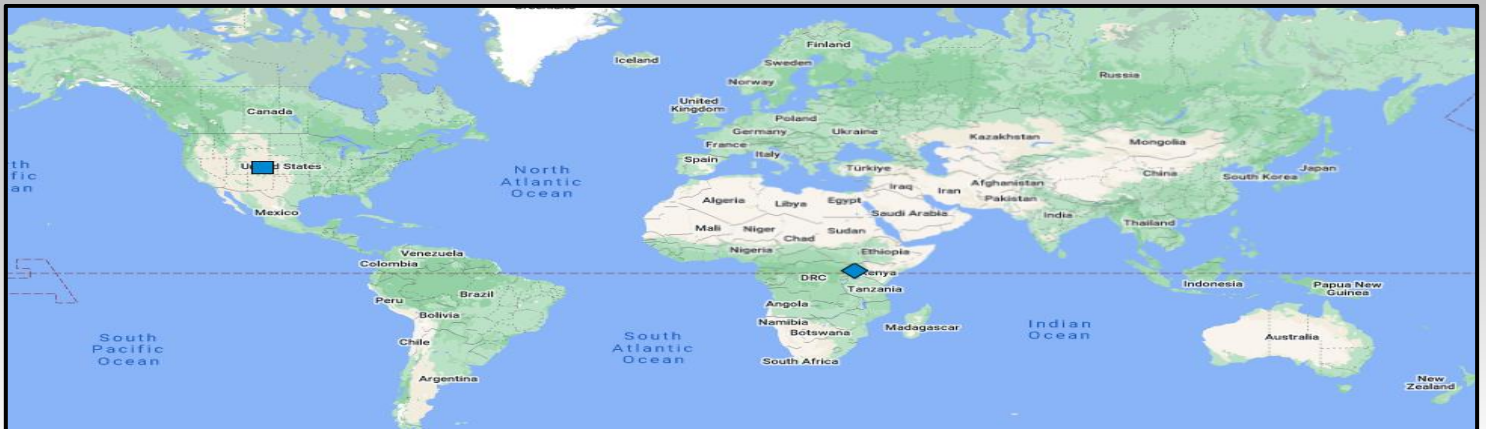 Greenland
Finland
Iceland
Sweden
Russia
Norway
United
Kingdom
Canada
Poland
Germany
Ukraine
Kazakhstan
Mongolia
France
Italy
Spain
United States
Türkiye
th
fic
an
North
Atlantic
Ocean
China
Japan
South Korea
Iraq
Iran
Afghanistan
Pakistan
Algeria
Libya
Egypt
Saudi Arabia
Mexico
India
Thailand
Mali
Niger
Chad
Sudan
Nigeria
Ethiopia
Venezuela
Colombia
DRC
Kenya
Tanzania
Indonesia
Papua New
Guinea
Peru
Brazil
Angola
Bolivia
Namibia
Botswana
Madagascar
Indian
Ocean
South
Pacific
Ocean
Chile
South
Atlantic
Ocean
Australia
South Africa
Argentina
New
Zealand